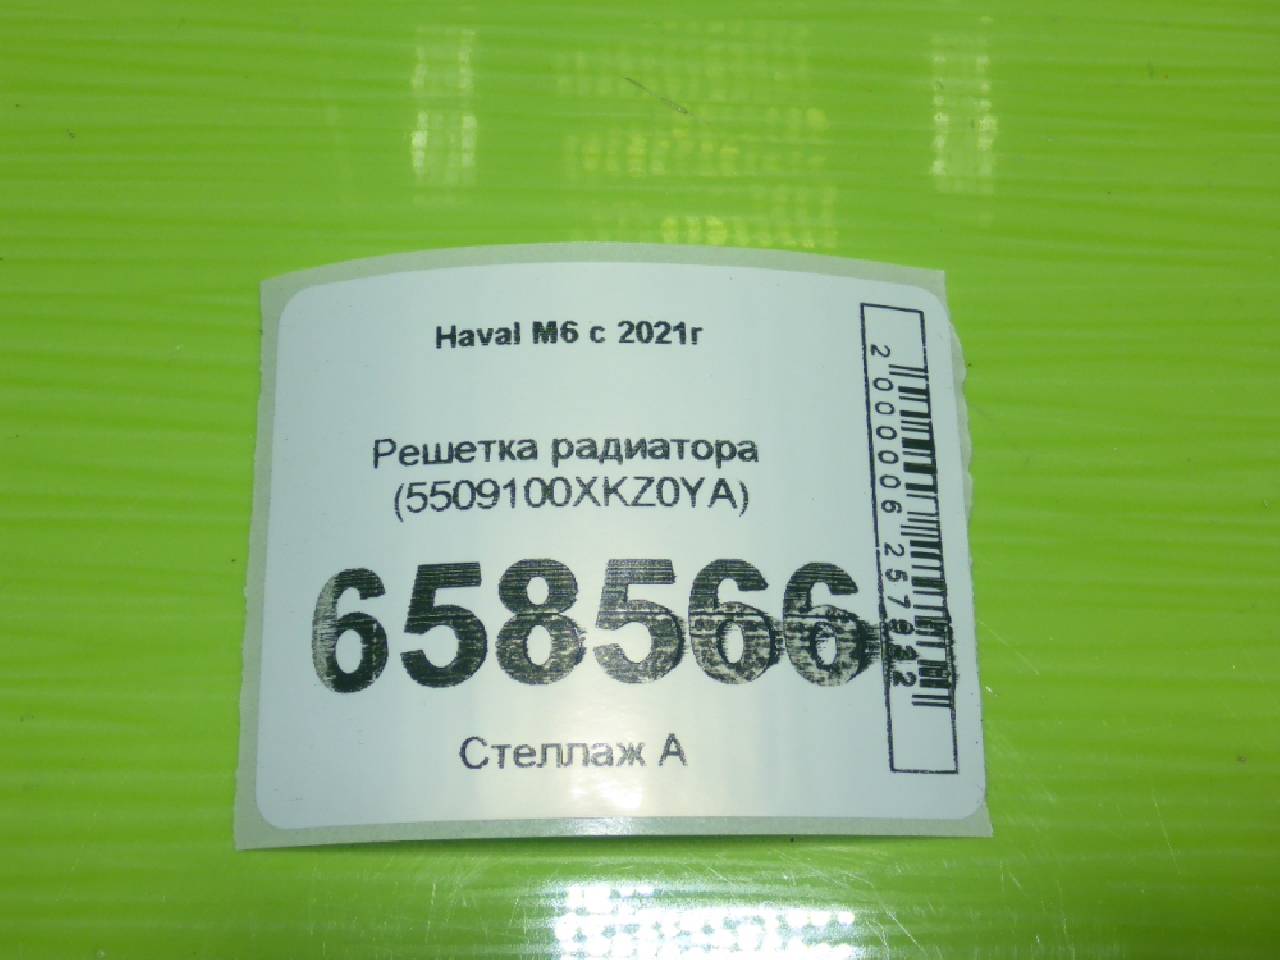 Haval M6 с 2021г
Решетка радиатора
(5509100XKZ0YA)
658566
Стеллаж А